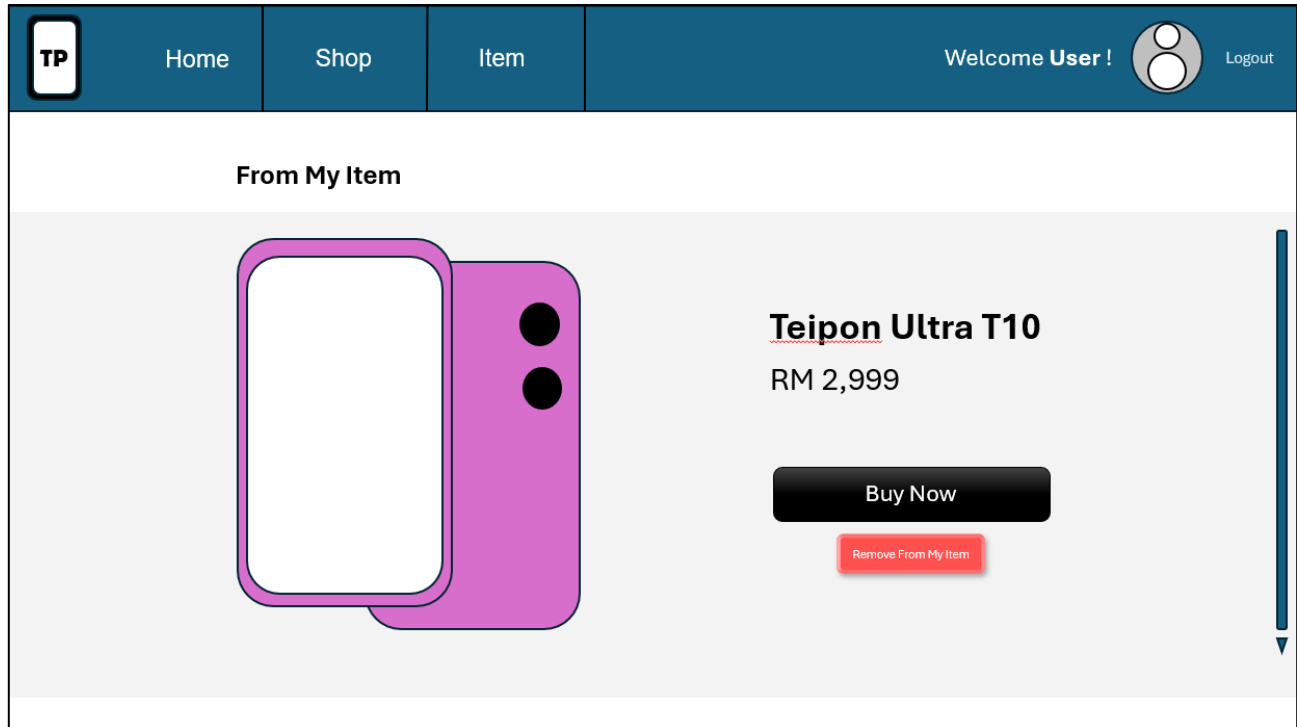 TP
Home
Shop
Item
Welcome User !
Logout
From My Item
Teipon Ultra T10
RM 2,999
Buy Now
Remove From My Item